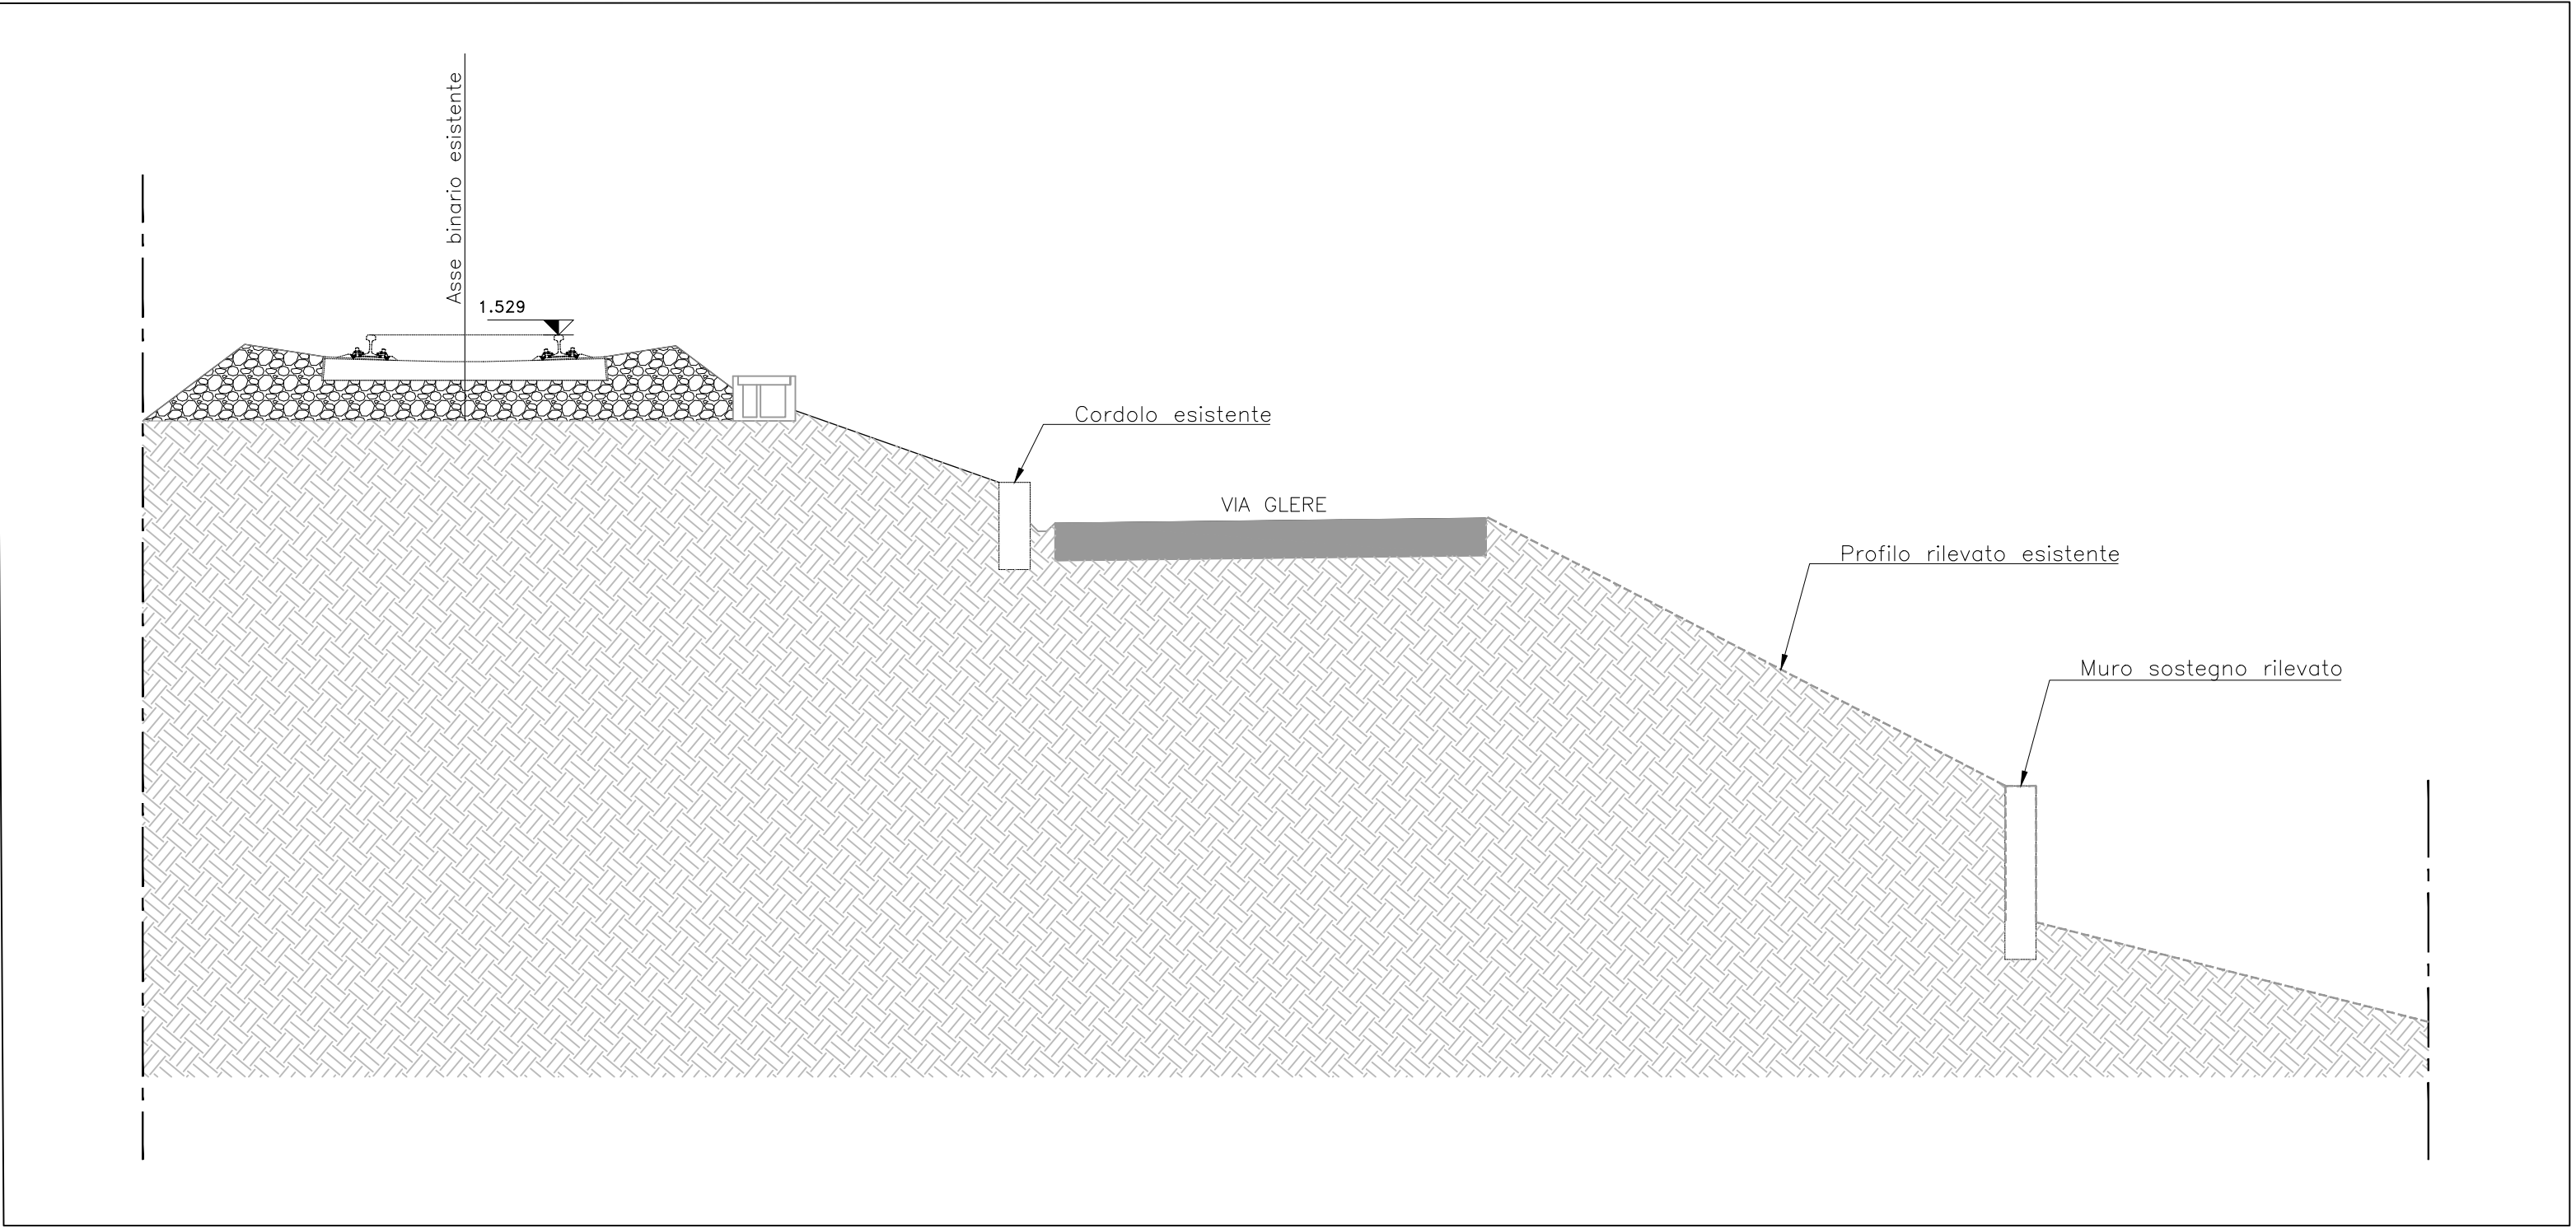 Asse binario esistente
1.529
Cordolo esistente
VIA GLERE
Profilo rilevato esistente
Muro sostegno rilevato